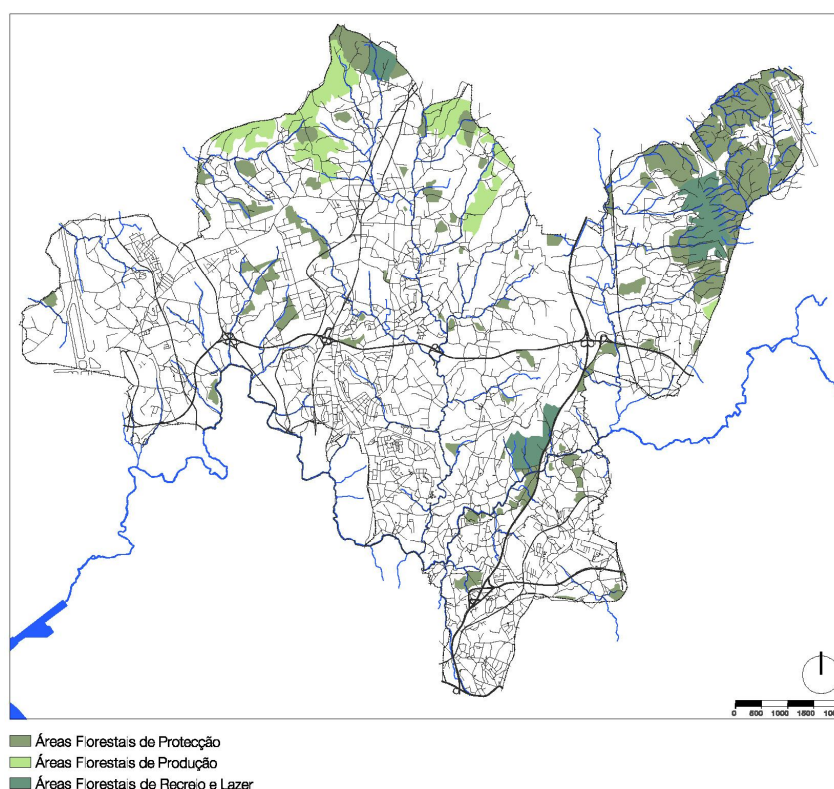 0 500 1000 1500
Áreas Florestais de Protecção
Áreas Florestais de Produção
Áreas Florestais de Recreio e Lazer